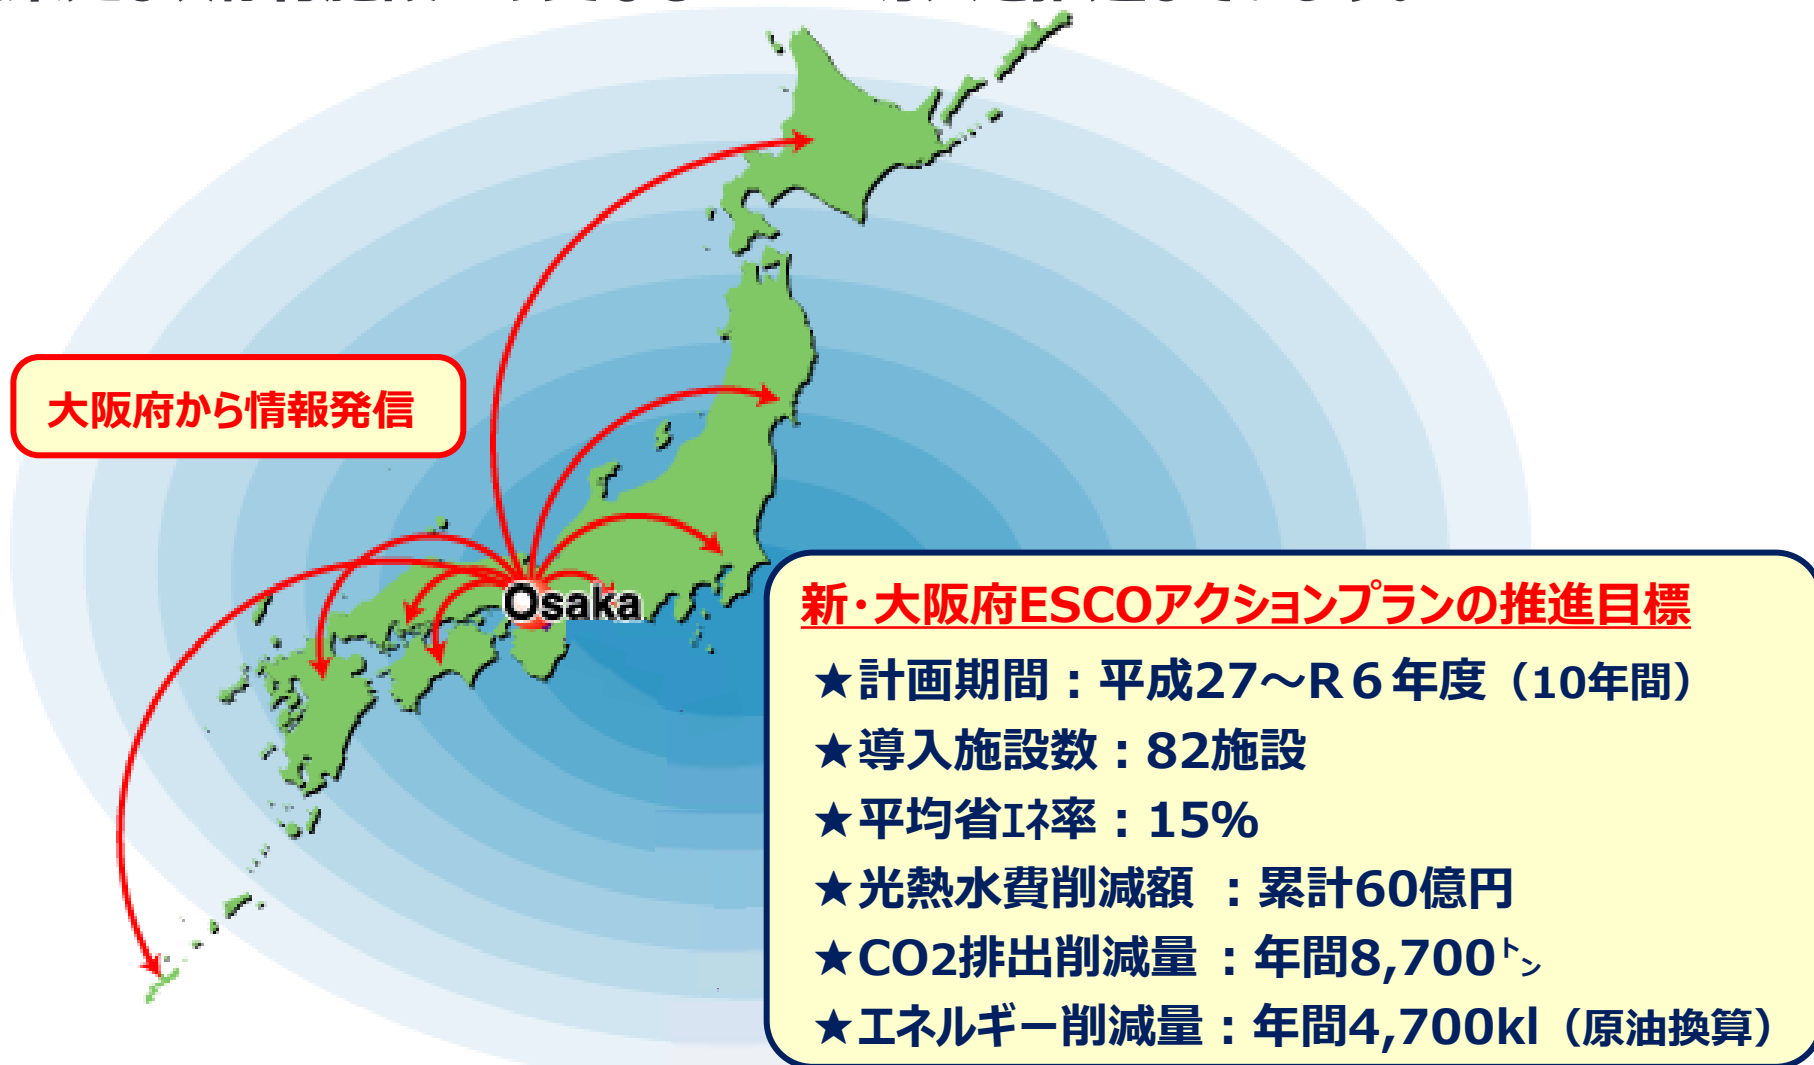 大阪府から情報発信
Osaka
新・大阪府ESCOアクションプランの推進目標
★計画期間：平成27～R６年度（10年間）
★導入施設数：82施設
★平均省ｴﾈ率：15%
★光熱水費削減額 ：累計60億円
★CO2排出削減量 ：年間8,700㌧
★エネルギー削減量：年間4,700kl（原油換算）